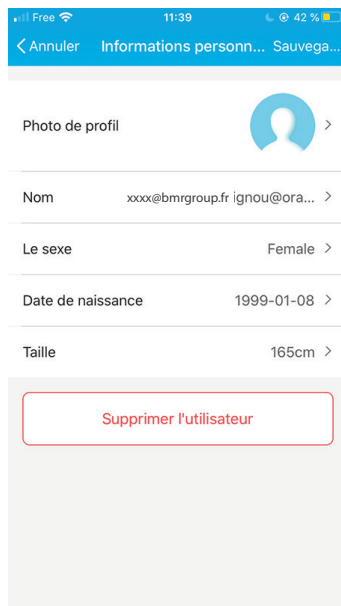 Free 11:39 42 %
Annuler Informations personn... Sauvega...
Photo de profil
Nom xxxx@bmrgroup.fr ignou@ora...
Le sexe Female
Date de naissance 1999-01-08
Taille 165cm
Supprimer l'utilisateur